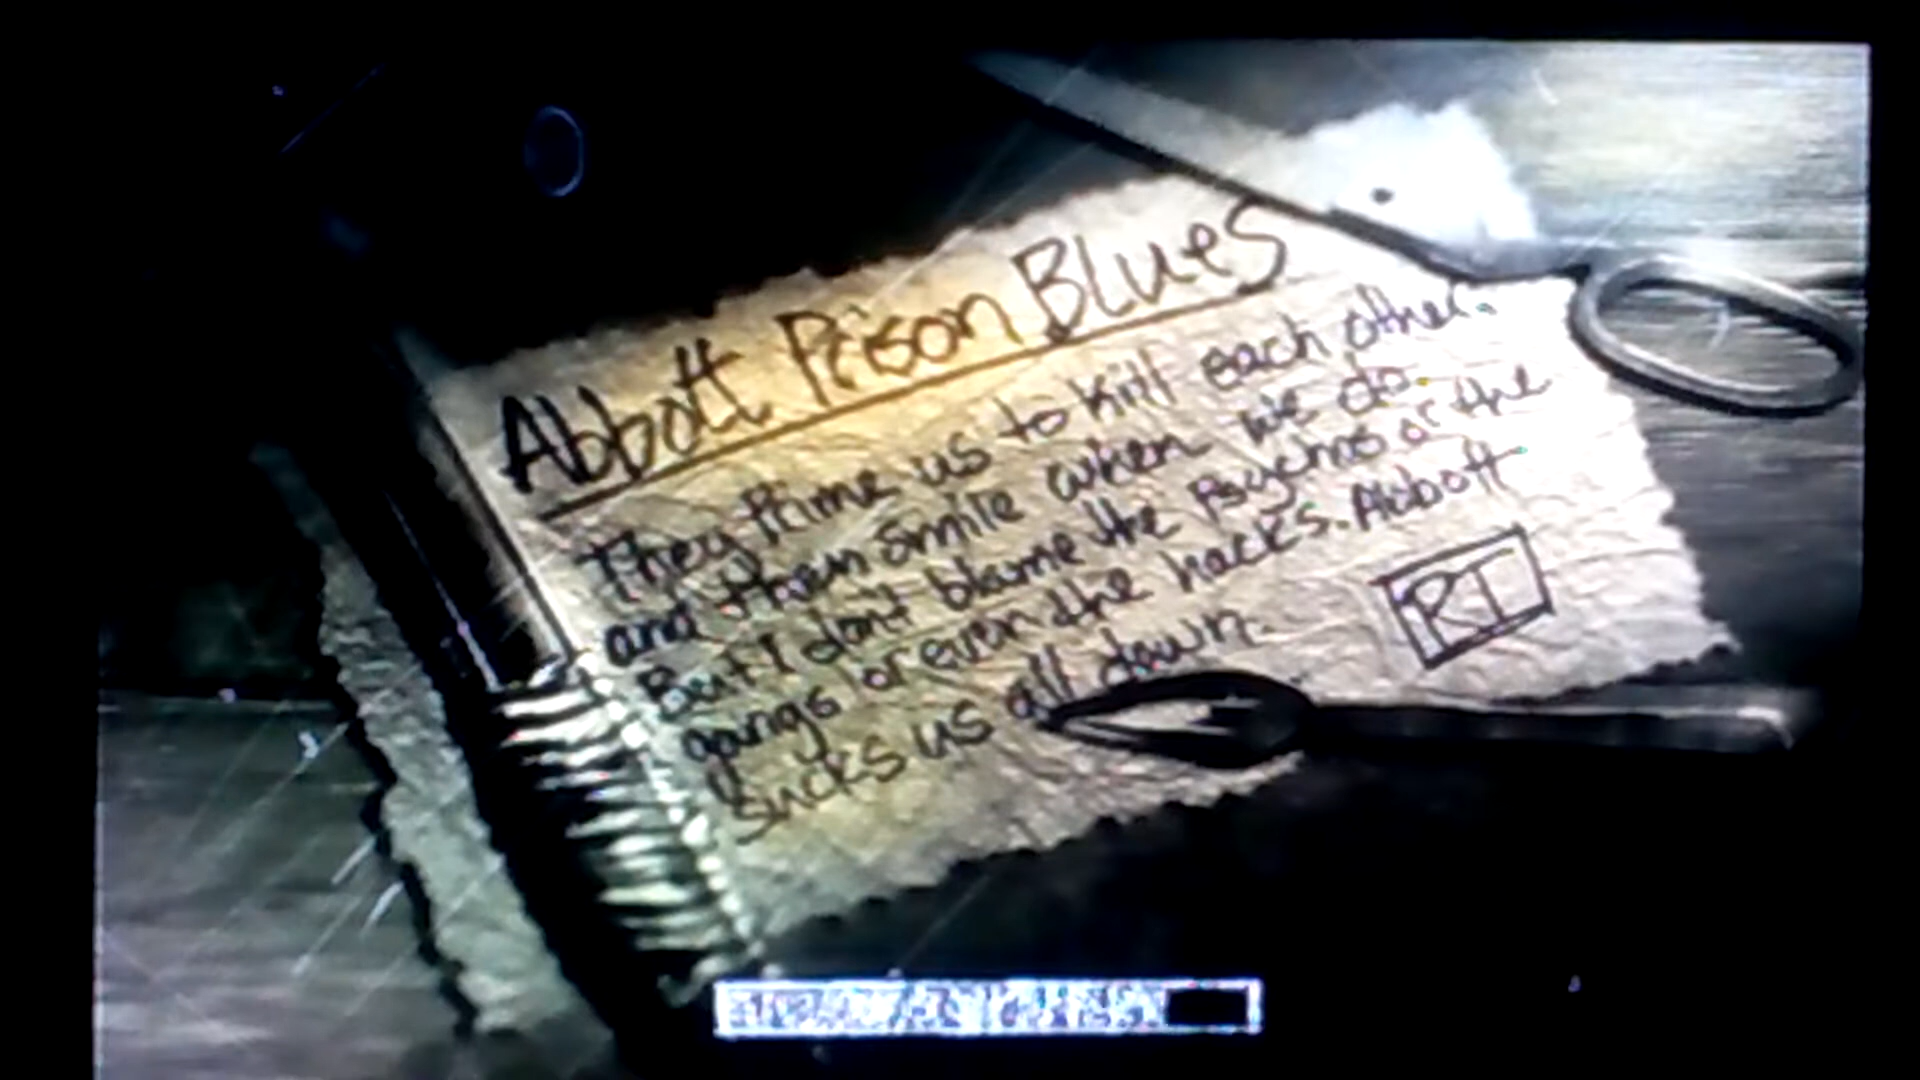 Abbott Prison Blues
They prime us to kill each other.
and then smile when we do.
But I don't blame the psychos or the
gangs or even the hacks. Abbott
sucks us all down.
RT